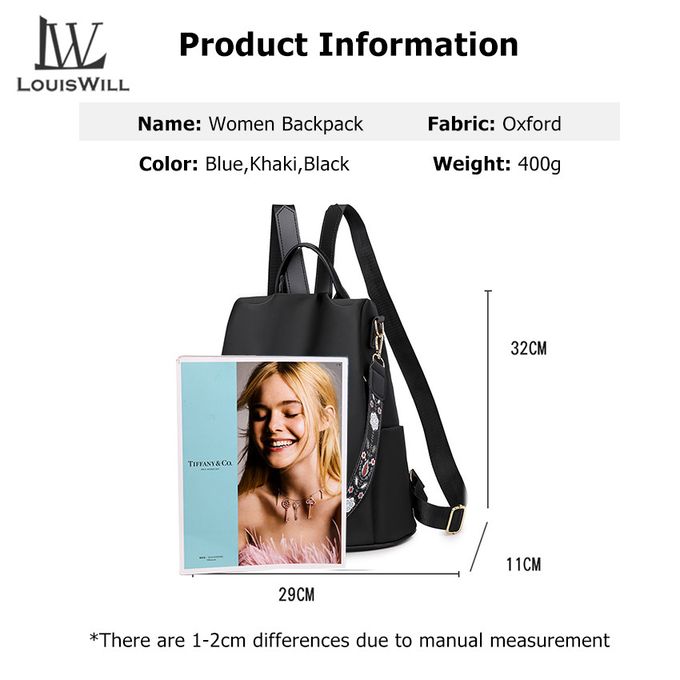 LW
LOUISWILL
Product Information
Name: Women Backpack
Fabric: Oxford
Color: Blue,Khaki,Black
Weight: 400g
32CM
TIFFANY & CO.
11CM
29CM
*There are 1-2cm differences due to manual measurement